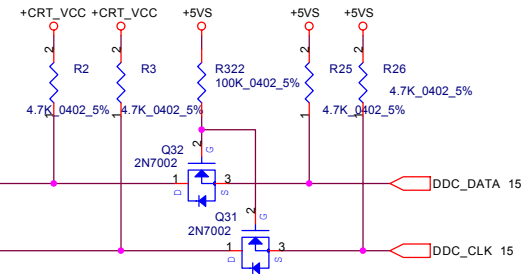 +CRT_VCC +CRT_VCC +5VS +5VS +5VS
2 2 2 2 2
R2 R3 R322 R25 R26
100K_0402_5%
4.7K_0402_5%
4.7K_0402_5% 4.7K_0402_5% 4.7K_0402_5%
1 1 1 1 1
Q32
2N7002
2 G
1 3 DDC_DATA 15
D S
Q31
2N7002
2 G
1 3 DDC_CLK 15
D S